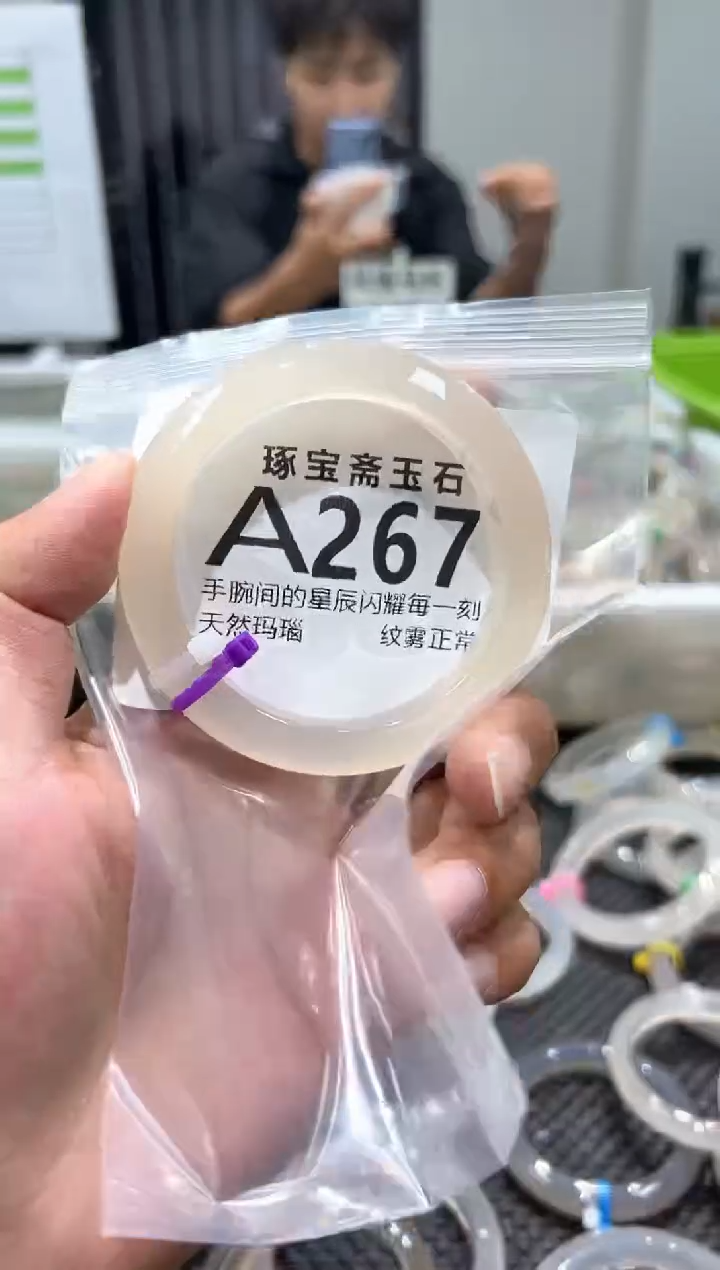 琢宝斋玉石
A267
手腕间的星辰闪耀每一刻
天然玛瑙 纹雾正常